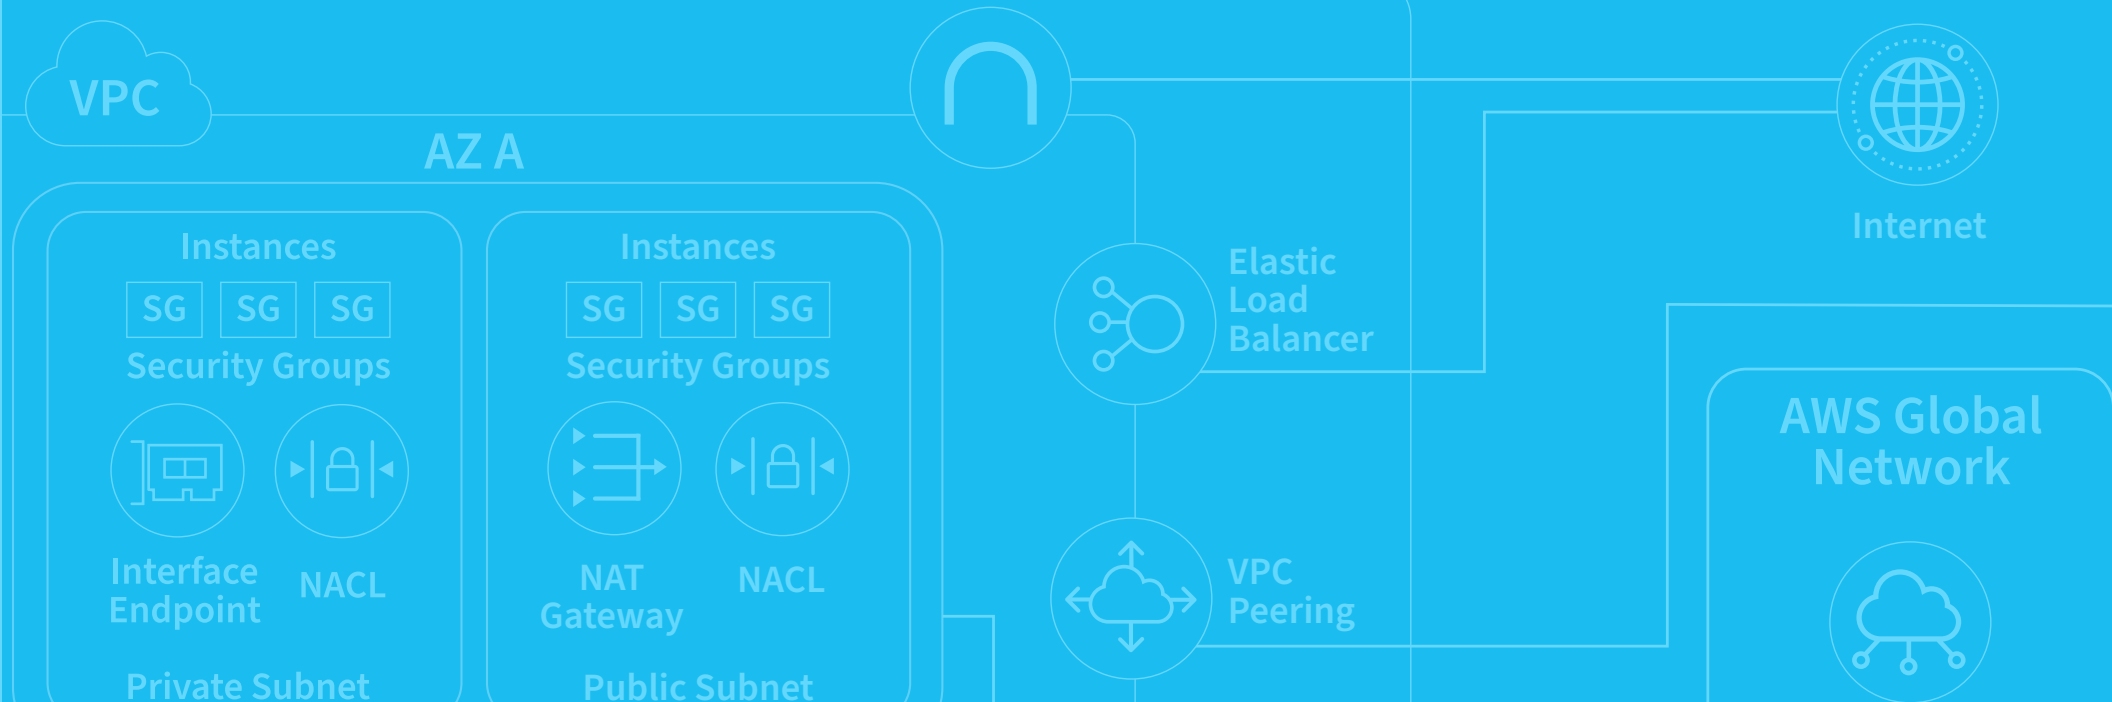 VPC
AZ A
Instances
SG SG SG
Security Groups
Interface
Endpoint
NACL
Private Subnet
Instances
SG SG SG
Security Groups
NAT
Gateway
NACL
Public Subnet
Elastic
Load
Balancer
VPC
Peering
Internet
AWS Global
Network